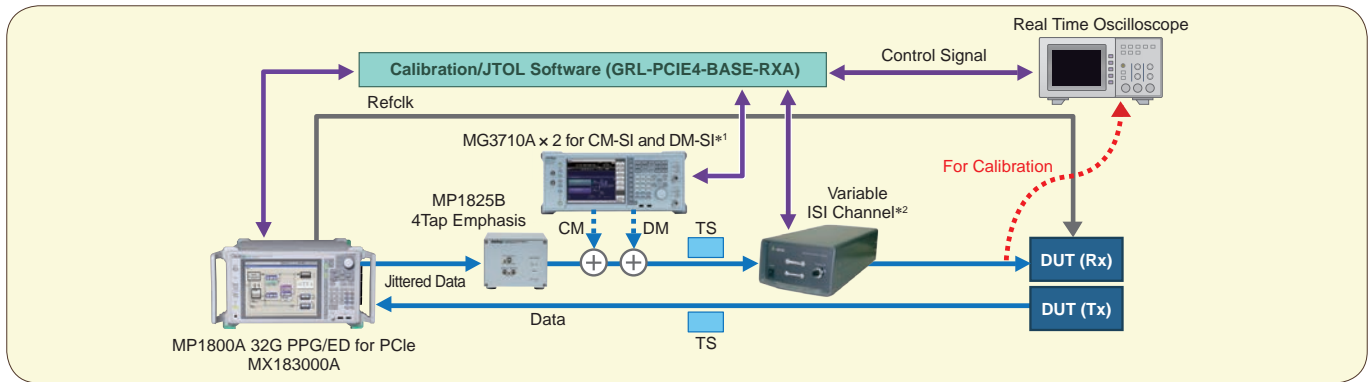 Real Time Oscilloscope
Calibration/JTOL Software (GRL-PCIE4-BASE-RXA)
Control Signal
Refclk
MG3710A × 2 for CM-SI and DM-SI*1
For Calibration
MP1825B
4Tap Emphasis
Variable
ISI Channel*2
CM
DM
TS
DUT (Rx)
Jittered Data
DUT (Tx)
Data
TS
MP1800A 32G PPG/ED for PCIe
MX183000A